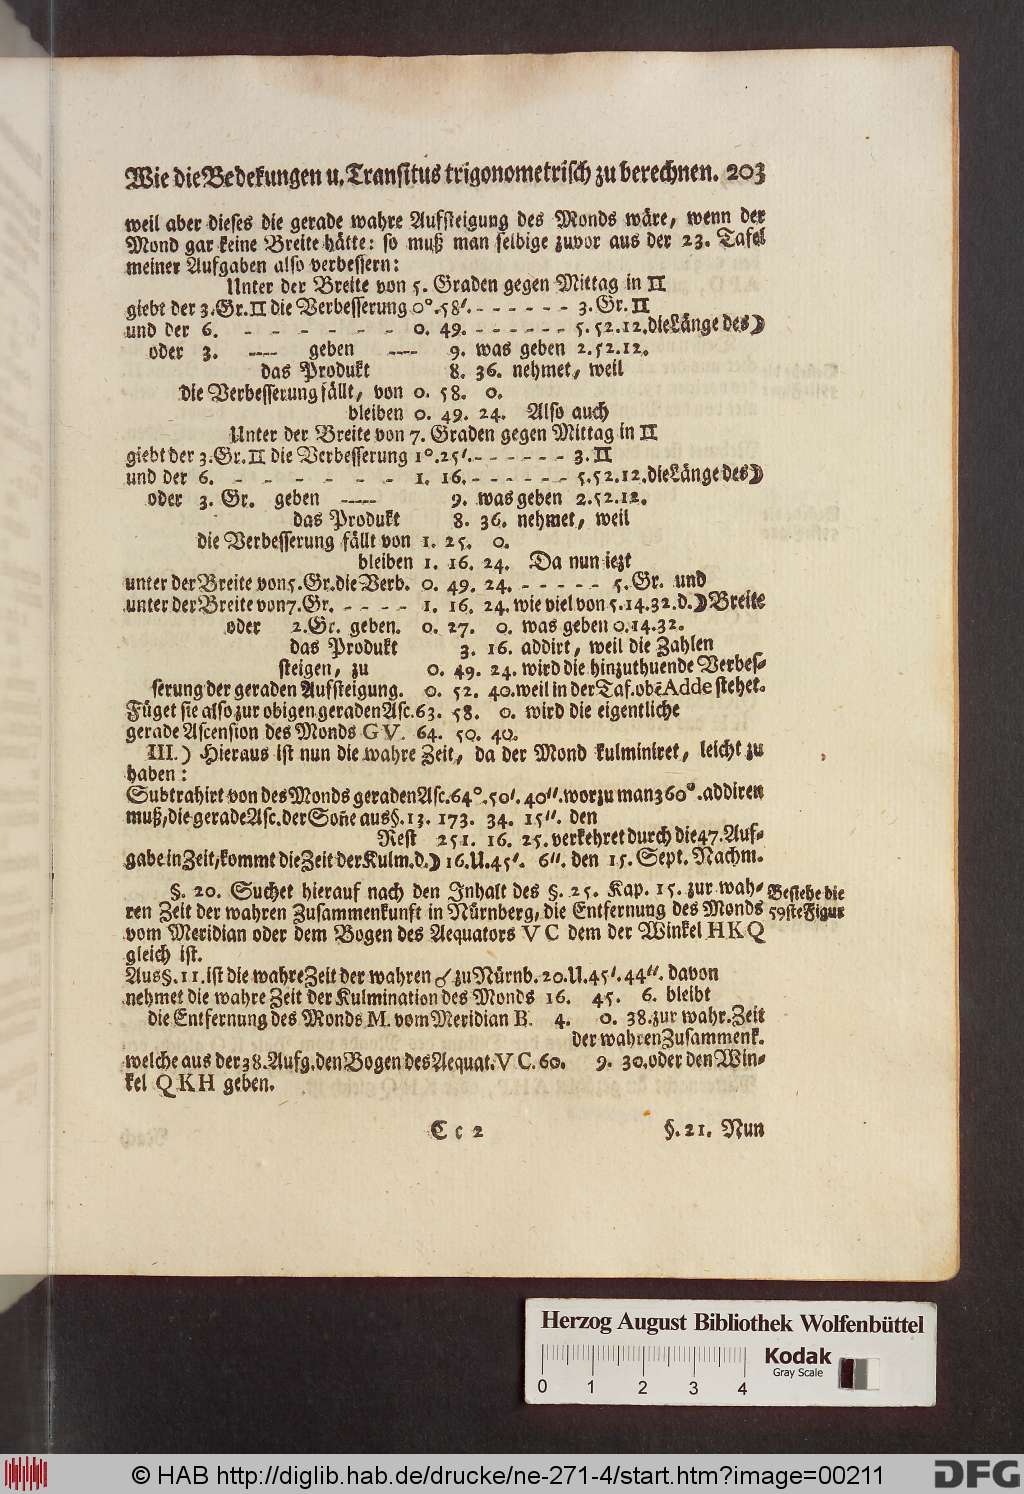 Wie die Bedekungen u. Transitus trigonometrisch zu berechnen. 203
weil aber dieses die gerade wahre Aufsteigung des Monds wäre, wenn der
Mond gar keine Breite hätte: so muß man selbige zuvor aus der 23. Tafel
meiner Aufgaben also verbessern:
Unter der Breite von 5. Graden gegen Mittag in ♊
giebt der 3. Gr. ♊ die Verbesserung 0°. 58′. - - - - - - 3. Gr. ♊
und der 6. - - - - - - - 0. 49. - - - - - - 5. 52. 12. die Länge des ☽
oder 3. ---- geben ---- 9. was geben 2. 52. 12.
das Produkt 8. 36. nehmet, weil
die Verbesserung fällt, von 0. 58. 0.
bleiben 0. 49. 24. Also auch
Unter der Breite von 7. Graden gegen Mittag in ♊
giebt der 3. Gr. ♊ die Verbesserung 1°. 25′. - - - - - - 3. ♊
und der 6. - - - - - - - 1. 16. - - - - - - 5. 52. 12. die Länge des ☽
oder 3. Gr. geben ----- 9. was geben 2. 52. 12.
das Produkt 8. 36. nehmet, weil
die Verbesserung fällt von 1. 25. 0.
bleiben 1. 16. 24. Da nun iezt
unter der Breite von 5. Gr. die Verb. 0. 49. 24. - - - - - 5. Gr. und
unter der Breite von 7. Gr. - - - - 1. 16. 24. wie viel von 5. 14. 32. d. ☽ Breite
oder 2. Gr. geben. 0. 27. 0. was geben 0. 14. 32.
das Produkt 3. 16. addirt, weil die Zahlen
steigen, zu 0. 49. 24. wird die hinzuthuende Verbes-
serung der geraden Aufsteigung. 0. 52. 40. weil in der Taf. obē Adde stehet.
Füget sie also zur obigen geraden Asc. 63. 58. 0. wird die eigentliche
gerade Ascension des Monds G V. 64. 50. 40.
III.) Hieraus ist nun die wahre Zeit, da der Mond kulminiret, leicht zu
haben:
Subtrahirt von des Monds geraden Asc. 64°. 50′. 40″. worzu man 360°. addiren
muß, die gerade Asc. der Soñe aus §. 13. 173. 34. 15″. den
Rest 251. 16. 25. verkehret durch die 47. Auf-
gabe in Zeit, kommt die Zeit der Kulm. d. ☽ 16. U. 45′. 6″. den 15. Sept. Nachm.
§. 20. Suchet hierauf nach den Inhalt des §. 25. Kap. 15. zur wah-
ren Zeit der wahren Zusammenkunft in Nürnberg, die Entfernung des Monds
vom Meridian oder dem Bogen des Aequators V C dem der Winkel H K Q
gleich ist.
Besiehe die
59ste Figur
Aus §. 11. ist die wahre Zeit der wahren ☌ zu Nürnb. 20. U. 45′. 44″. davon
nehmet die wahre Zeit der Kulmination des Monds 16. 45. 6. bleibt
die Entfernung des Monds M. vom Meridian B. 4. 0. 38. zur wahr. Zeit
der wahren Zusammenk.
welche aus der 38. Aufg. den Bogen des Aequat. V C. 60. 9. 30. oder den Win-
kel Q K H geben.
C c 2
§. 21. Nun
Herzog August Bibliothek Wolfenbüttel
Kodak
Gray Scale
0 1 2 3 4
© HAB http://diglib.hab.de/drucke/ne-271-4/start.htm?image=00211
DFG